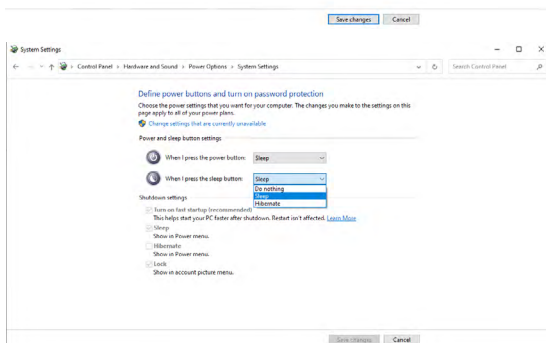 Save changes Cancel
System Settings
Control Panel > Hardware and Sound > Power Options > System Settings
Search Control Panel
Define power buttons and turn on password protection
Choose the power settings that you want for your computer. The changes you make to the settings on this
page apply to all of your power plans.
Change settings that are currently unavailable
Power and sleep button settings
When I press the power button: Sleep
When I press the sleep button: Sleep
Do nothing
Sleep
Hibernate
Shutdown settings
Turn on fast startup (recommended)
This helps start your PC faster after shutdown. Restart isn't affected. Learn More
Sleep
Show in Power menu.
Hibernate
Show in Power menu.
Lock
Show in account picture menu.
Save changes Cancel